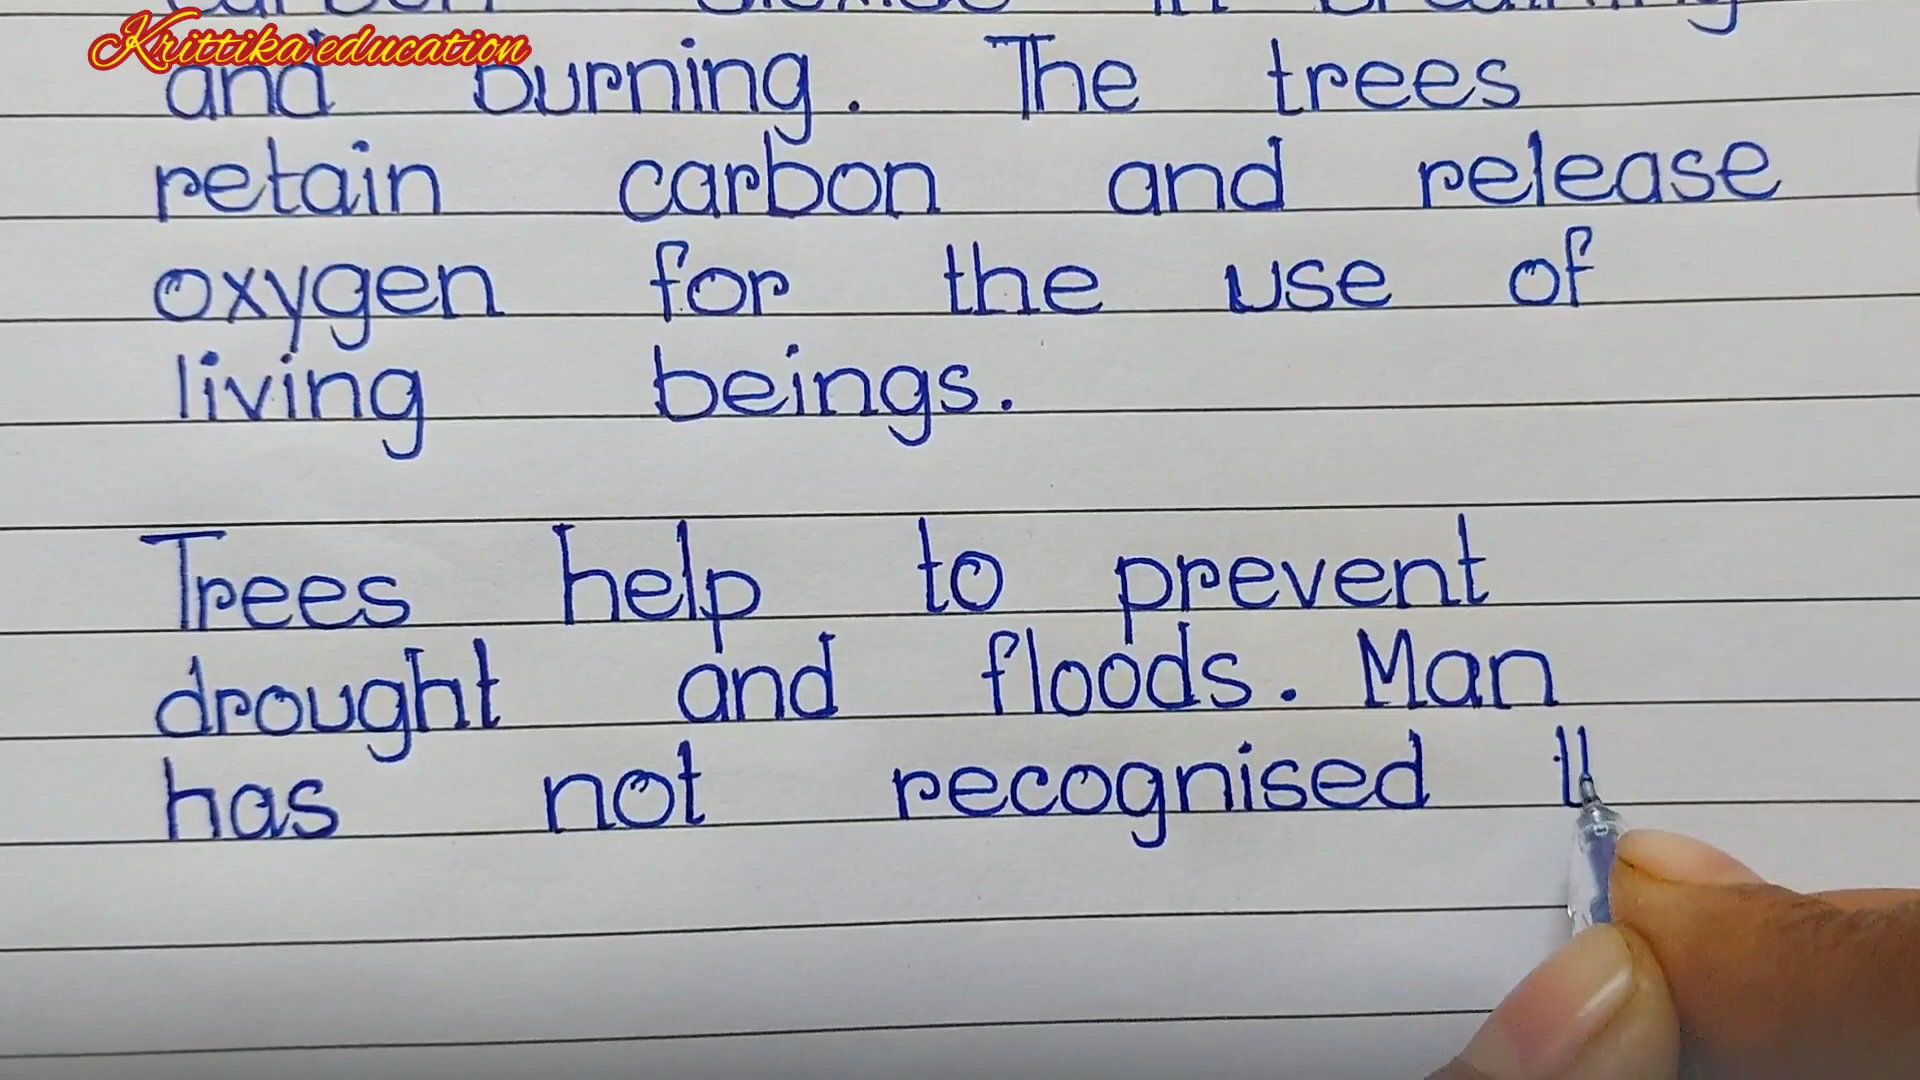 Krittika education
and burning. The trees
retain carbon and release
oxygen for the use of
living beings.
Trees help to prevent
drought and floods. Man
has not recognised